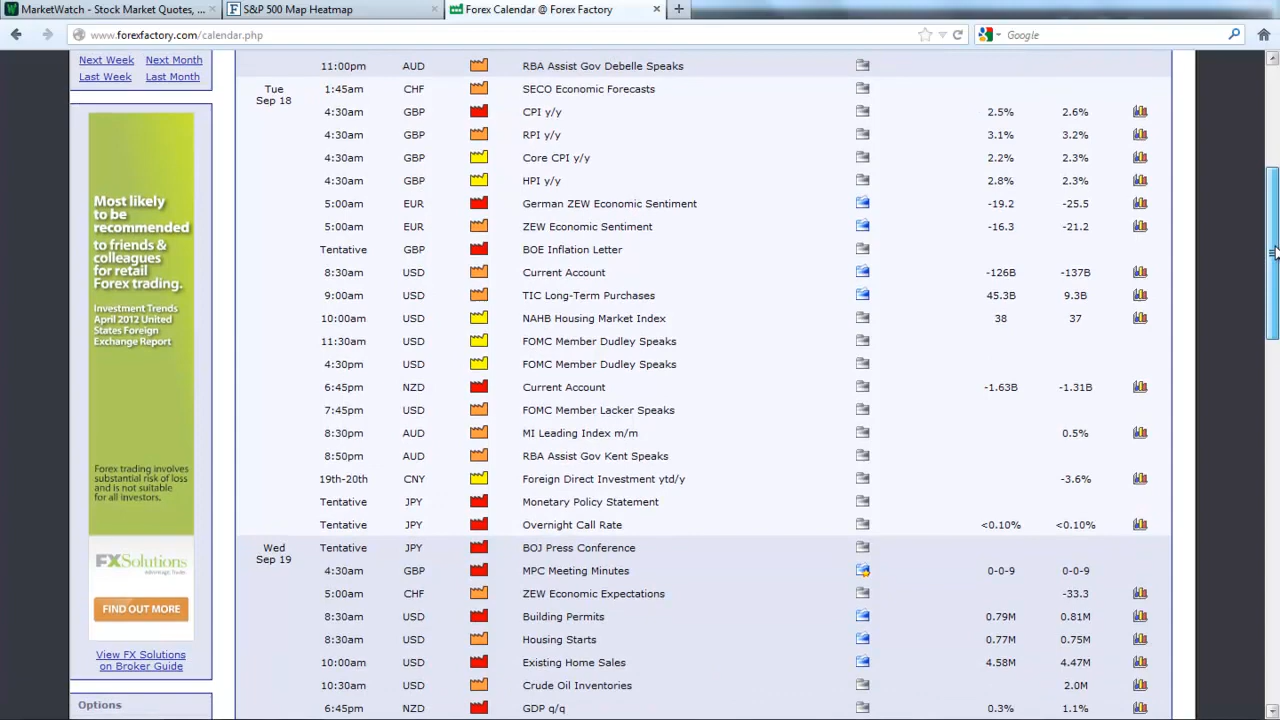 MarketWatch - Stock Market Quotes, ...
S&P 500 Map Heatmap
Forex Calendar @ Forex Factory
www.forexfactory.com/calendar.php
Google
Next Week Next Month
Last Week Last Month
Most likely
to be
recommended
to friends &
colleagues
for retail
Forex trading.
Investment Trends
April 2012 United
States Foreign
Exchange Report
Forex trading involves
substantial risk of loss
and is not suitable
for all investors.
FXSolutions
FIND OUT MORE
View FX Solutions
on Broker Guide
Options
11:00pm AUD RBA Gov Debelle Speaks
Tue
Sep 18
:45am SECO Economic Forecasts
4:30am GBP CPI y/y 2.5% 2.6%
4:30am GBP RPI y/y 3.1% 3.2%
4:30am GBP Core CPI y/y 2.2% 2.3%
4:30am GBP HPI y/y 2.8% 2.3%
5:00am EUR German ZEW Economic Sentiment -19.2 -25.5
5:00am EUR ZEW Economic Sentiment -16.3 -21.2
Tentative GBP BOE Inflation Letter
8:30am USD Current Account -126B -137B
9:00am USD TIC Long-Term Purchases 45.3B 9.3B
10:00am USD NAHB Housing Market Index 38 37
11:30am USD FOMC Member Dudley Speaks
4:30pm USD FOMC Member Dudley Speaks
6:45pm NZD Current Account -1.63B -1.31B
:45pm USD FOMC Member Lacker Speaks
8:30pm AUD MI Leading Index m/m 0.5%
8:50pm AUD RBA Assist Gov Kent Speaks
Foreign Direct Investment ytd/y -3.6%
Tentative JPY Monetary Policy Statement
Tentative JPY Overnight Call Rate <0.10% <0.10%
Wed
Sep 19
Tentative JPY BOJ Press Conference
4:30am GBP MPC Meeting Minutes 0-0-9 0-0-9
5:00am CHF ZEW Economic Expectations -33.3
8:30am USD Building Permits 0.79M 0.81M
8:30am USD Housing Starts 0.77M 0.75M
10:00am USD Existing Home Sales 4.58M 4.47M
:30am USD Crude Oil Inventories 2.0M
6:45pm NZD GDP q/q 0.3% 1.1%